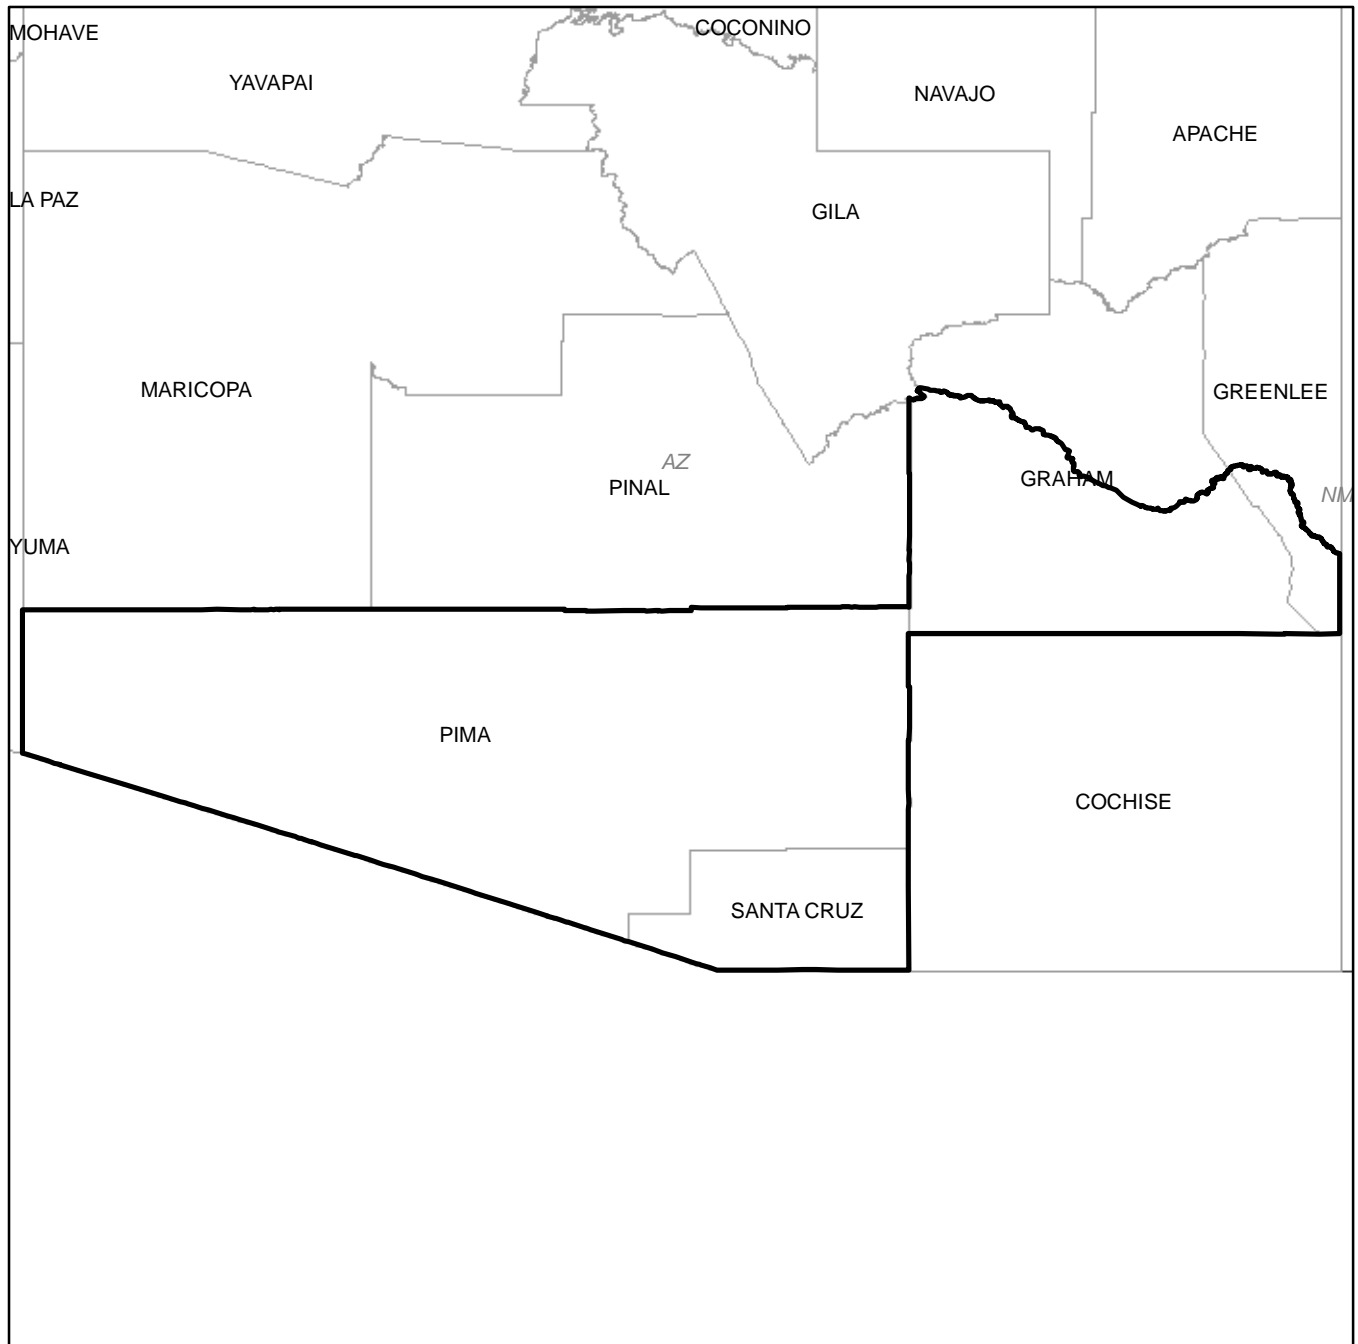 MOHAVE
COCONINO
YAVAPAI
NAVAJO
APACHE
LA PAZ
GILA
MARICOPA
GREENLEE
AZ
PINAL
GRAHAM
NM
YUMA
PIMA
COCHISE
SANTA CRUZ